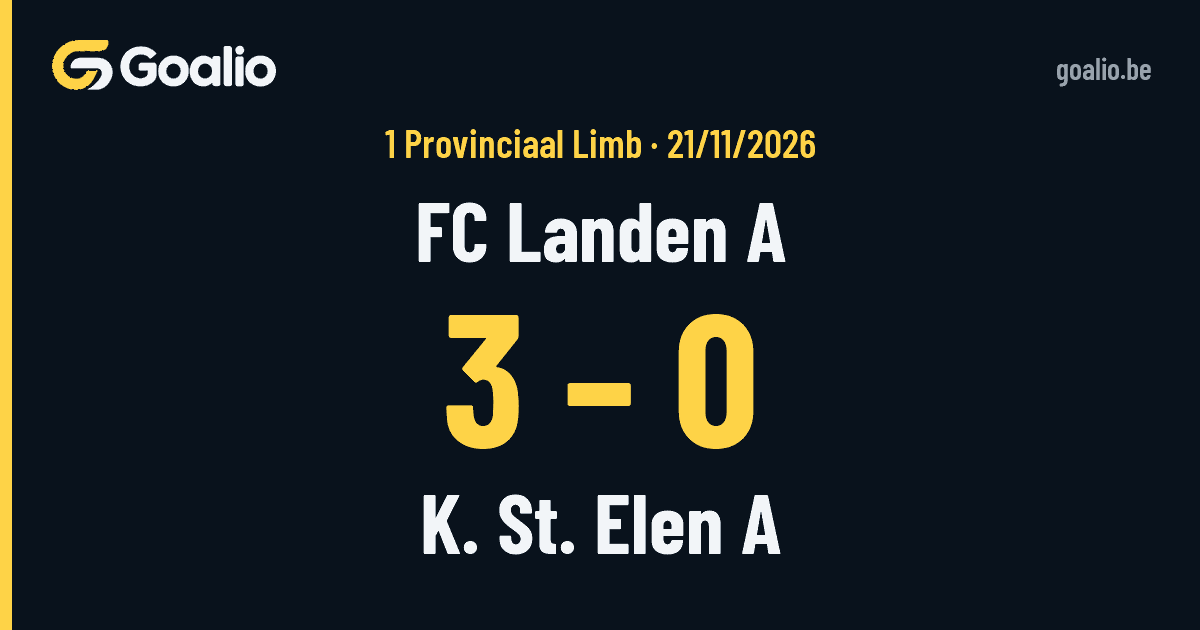 Goalio
goalio.be
1 Provinciaal Limb · 21/11/2026
FC Landen A
3 – 0
K. St. Elen A